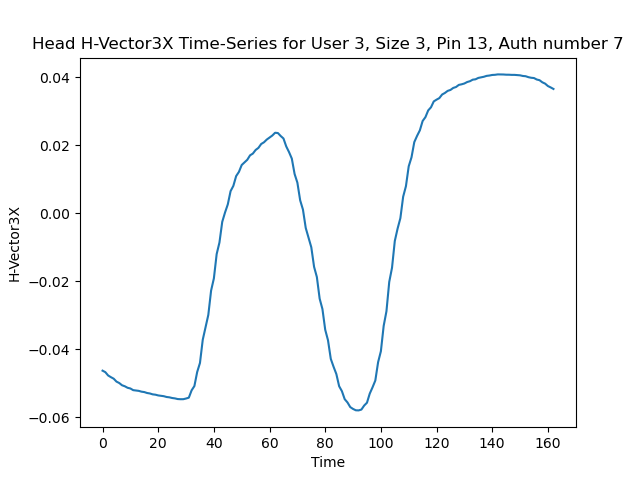 Head H-Vector3X Time-Series for User 3, Size 3, Pin 13, Auth number 7
0.04
0.02
0.00
−0.02
−0.04
−0.06
H-Vector3X
0 20 40 60 80 100 120 140 160
Time